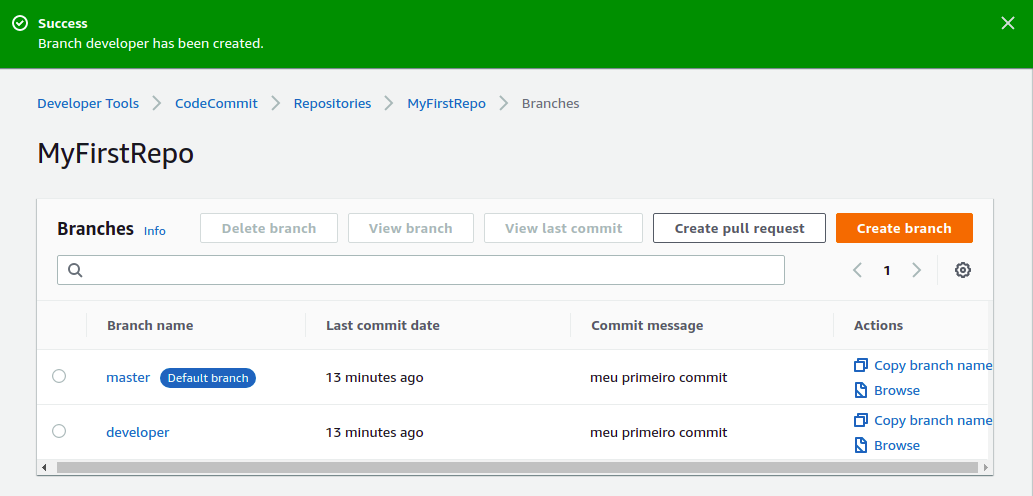 Success
Branch developer has been created.
Developer Tools > CodeCommit > Repositories > MyFirstRepo > Branches
MyFirstRepo
Branches Info Delete branch View branch View last commit Create pull request Create branch
1
Branch name Last commit date Commit message Actions
master Default branch 13 minutes ago meu primeiro commit Copy branch name
Browse
developer 13 minutes ago meu primeiro commit Copy branch name
Browse